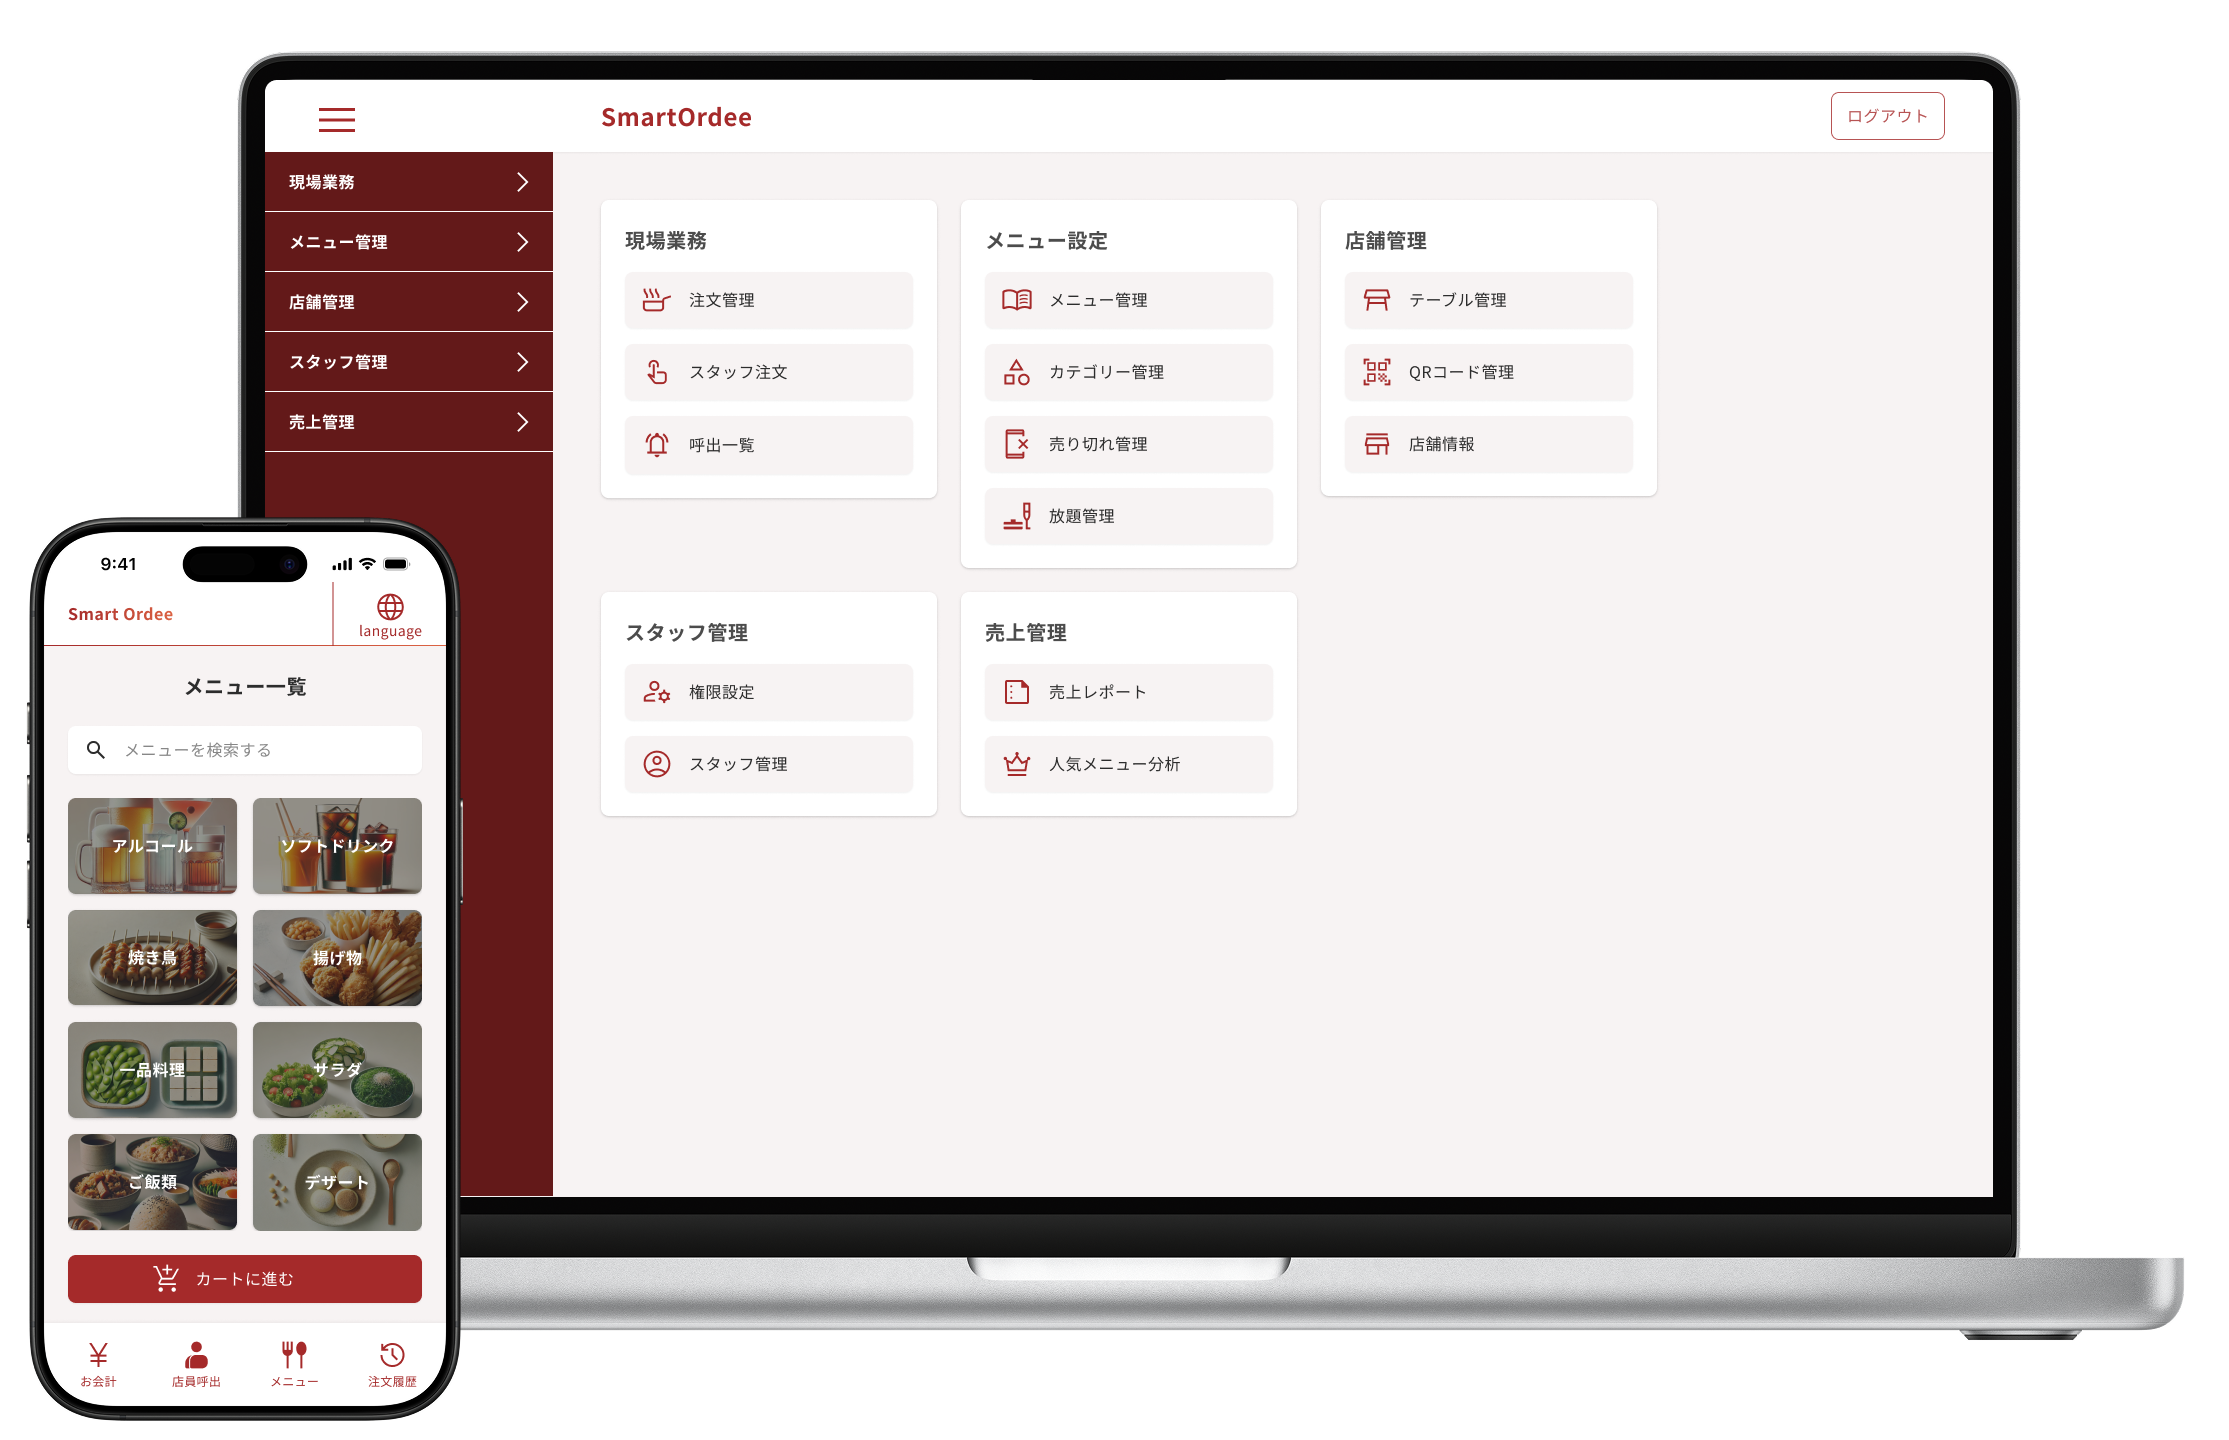 SmartOrdee
ログアウト
現場業務
メニュー管理
店舗管理
スタッフ管理
売上管理
現場業務
注文管理
スタッフ注文
呼出一覧
メニュー設定
メニュー管理
カテゴリー管理
売り切れ管理
放題管理
店舗管理
テーブル管理
QRコード管理
店舗情報
スタッフ管理
権限設定
スタッフ管理
売上管理
売上レポート
人気メニュー分析
9:41
Smart Ordee
language
メニュー一覧
メニューを検索する
アルコール
ソフトドリンク
焼き鳥
揚げ物
一品料理
サラダ
ご飯類
デザート
カートに進む
お会計
店員呼出
メニュー
注文履歴